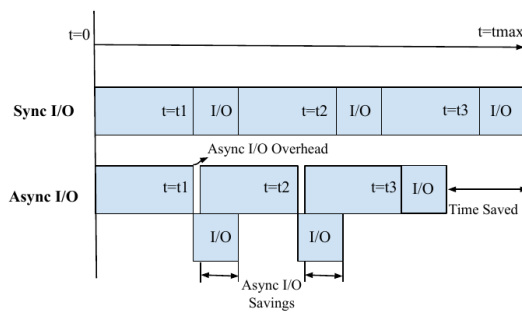 t=0
t=tmax
Sync I/O
t=t1
I/O
t=t2
I/O
t=t3
I/O
Async I/O Overhead
Async I/O
t=t1
t=t2
t=t3
I/O
Time Saved
I/O
I/O
Async I/O
Savings